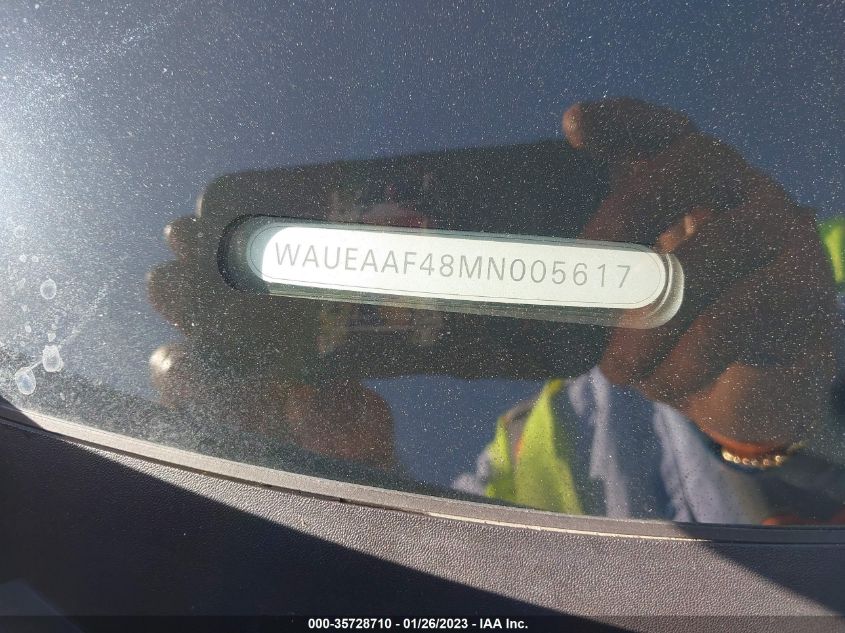 WAUEAAF48MN005617
000-35728710 - 01/26/2023 - IAA Inc.